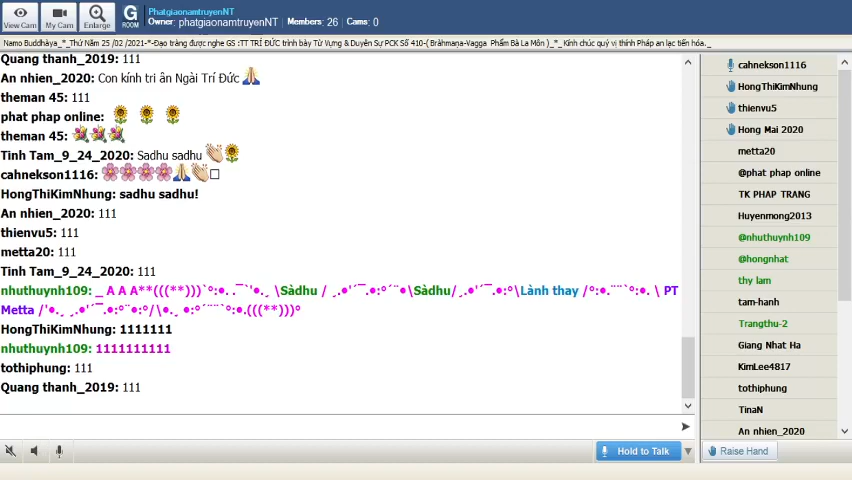 View Cam
My Cam
Enlarge
G
ROOM
PhatgiaonamtruyenNT
Owner: phatgiaonamtruyenNT
Members: 26
Cams: 0
Namo Buddhàya_*_Thứ Năm 25 /02 /2021-*-Đạo tràng được nghe GS :TT TRÍ ĐỨC trình bày Từ Vựng & Duyên Sự PCK Số 410-( Brāhmaṇa-Vagga Phẩm Bà La Môn )_*_ Kính chúc quý vị thính Pháp an lạc tiến hóa._
Quang thanh_2019: 111
An nhien_2020: Con kính tri ân Ngài Trí Đức
theman 45: 111
phat phap online:
theman 45:
Tinh Tam_9_24_2020: Sadhu sadhu
cahnekson1116:
HongThiKimNhung: sadhu sadhu!
An nhien_2020: 111
thienvu5: 111
metta20: 111
Tinh Tam_9_24_2020: 111
nhuthuynh109: _ A A A**(((**)))`°:•. .¯`'•.¸ \Sàdhu / ¸.•'´¯.•:°´¨•\Sàdhu/¸.•'´¯.•:°\Lành thay /°:•.¨¨`°:•. \ PT
Metta /'•.¸ ¸.•'´¯.•:°¨•:°/\•.¸ •:°´¨¨`°:•.(((**)))°
HongThiKimNhung: 1111111
nhuthuynh109: 1111111111
tothiphung: 111
Quang thanh_2019: 111
Hold to Talk
cahnekson1116
HongThiKimNhung
thienvu5
Hong Mai 2020
metta20
@phat phap online
TK PHAP TRANG
Huyenmong2013
@nhuthuynh109
@hongnhat
thy lam
tam-hanh
Trangthu-2
Giang Nhat Ha
KimLee4817
tothiphung
TinaN
An nhien_2020
Raise Hand